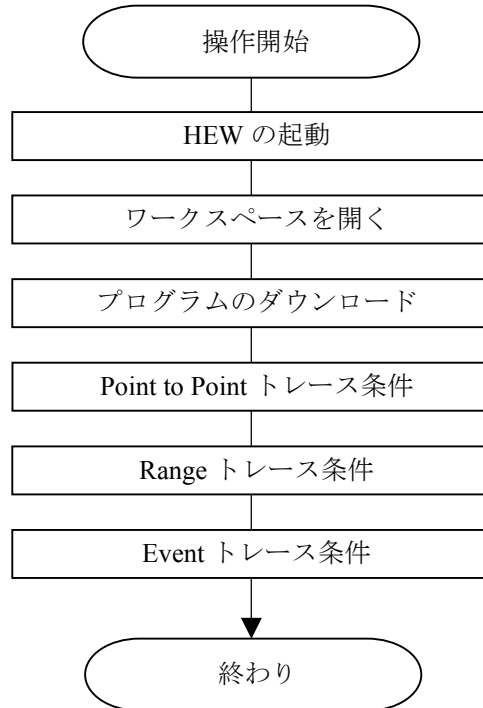 操作開始
HEW の起動
ワークスペースを開く
プログラムのダウンロード
Point to Point トレース条件
Range トレース条件
Event トレース条件
終わり